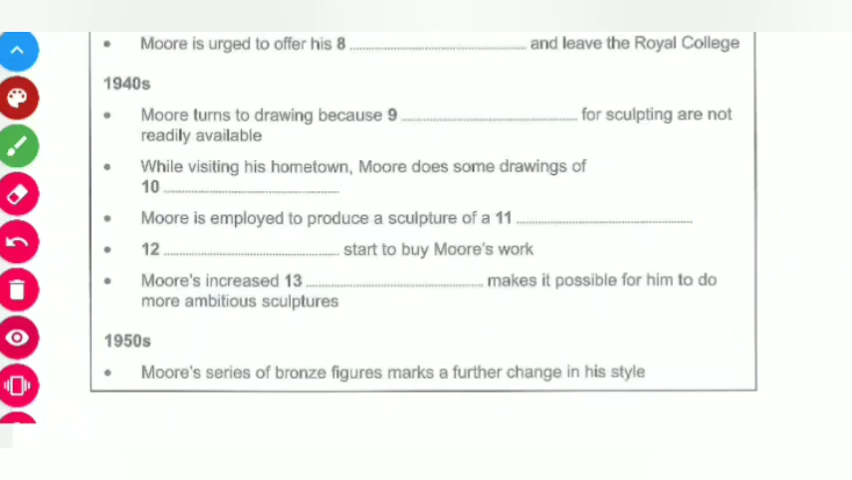 • Moore is urged to offer his 8 .................................... and leave the Royal College
1940s
• Moore turns to drawing because 9 .................................... for sculpting are not
readily available
• While visiting his hometown, Moore does some drawings of
10 ....................................
• Moore is employed to produce a sculpture of a 11 ....................................
• 12 .................................... start to buy Moore's work
• Moore's increased 13 .................................... makes it possible for him to do
more ambitious sculptures
1950s
• Moore's series of bronze figures marks a further change in his style